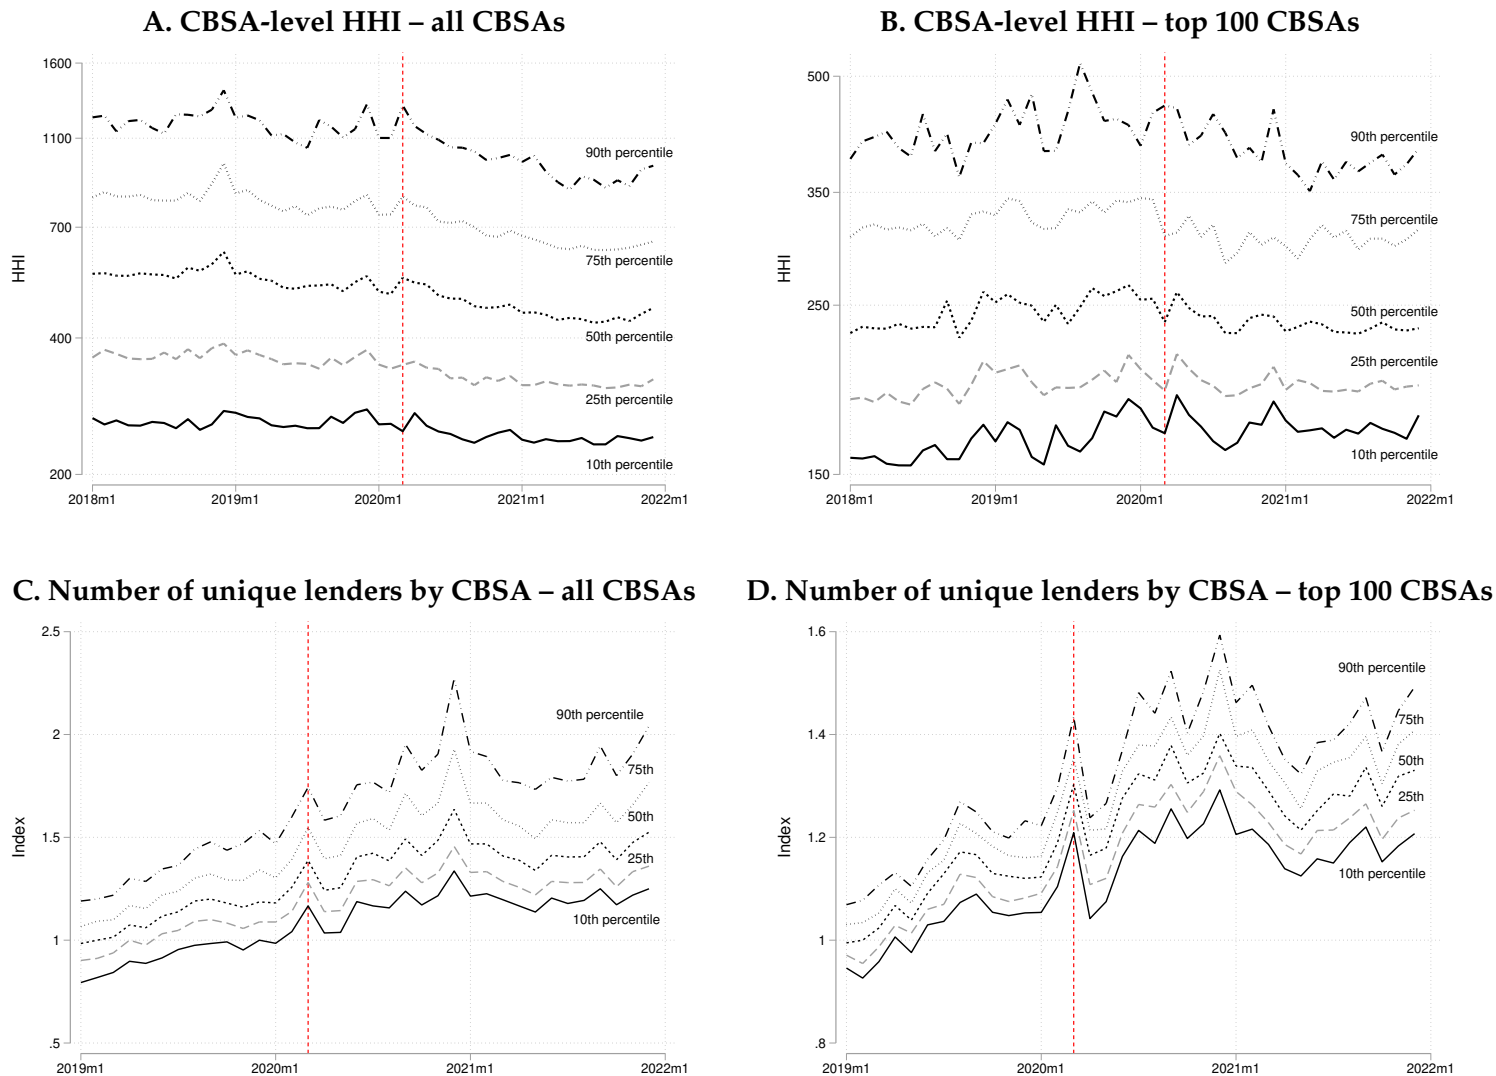 A. CBSA-level HHI – all CBSAs
1600
1100
700
400
200
HHI
90th percentile
75th percentile
50th percentile
25th percentile
10th percentile
2018m1 2019m1 2020m1 2021m1 2022m1
B. CBSA-level HHI – top 100 CBSAs
500
350
250
150
HHI
90th percentile
75th percentile
50th percentile
25th percentile
10th percentile
2018m1 2019m1 2020m1 2021m1 2022m1
C. Number of unique lenders by CBSA – all CBSAs
2.5
2
1.5
1
.5
Index
90th percentile
75th
50th
25th
10th percentile
2019m1 2020m1 2021m1 2022m1
D. Number of unique lenders by CBSA – top 100 CBSAs
1.6
1.4
1.2
1
.8
Index
90th percentile
75th
50th
25th
10th percentile
2019m1 2020m1 2021m1 2022m1